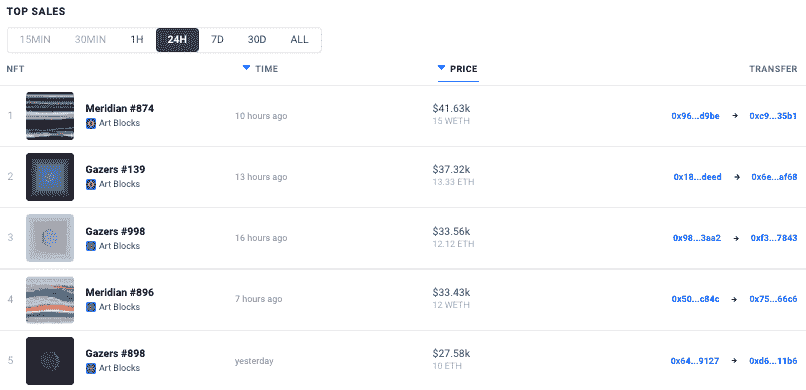 TOP SALES
15MIN 30MIN 1H 24H 7D 30D ALL
NFT TIME PRICE TRANSFER
1 Meridian #874 10 hours ago $41.63k 0x96...d9be → 0xc9...35b1
Art Blocks 15 WETH
2 Gazers #139 13 hours ago $37.32k 0x18...deed → 0x6e...af68
Art Blocks 13.33 ETH
3 Gazers #998 16 hours ago $33.56k 0x98...3aa2 → 0xf3...7843
Art Blocks 12.12 ETH
4 Meridian #896 7 hours ago $33.43k 0x50...c84c → 0x75...66c6
Art Blocks 12 WETH
5 Gazers #898 yesterday $27.58k 0x64...9127 → 0xd6...11b6
Art Blocks 10 ETH